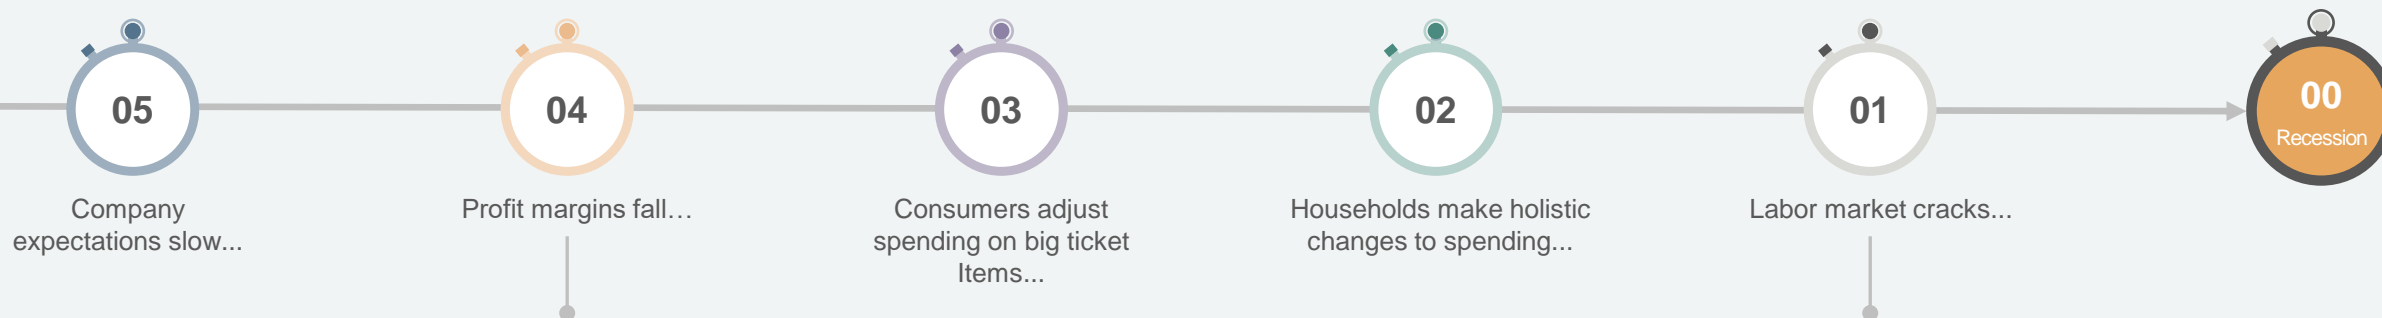 05
Company
expectations slow...
04
Profit margins fall…
03
Consumers adjust
spending on big ticket
Items...
02
Households make holistic
changes to spending...
01
Labor market cracks...
00
Recession